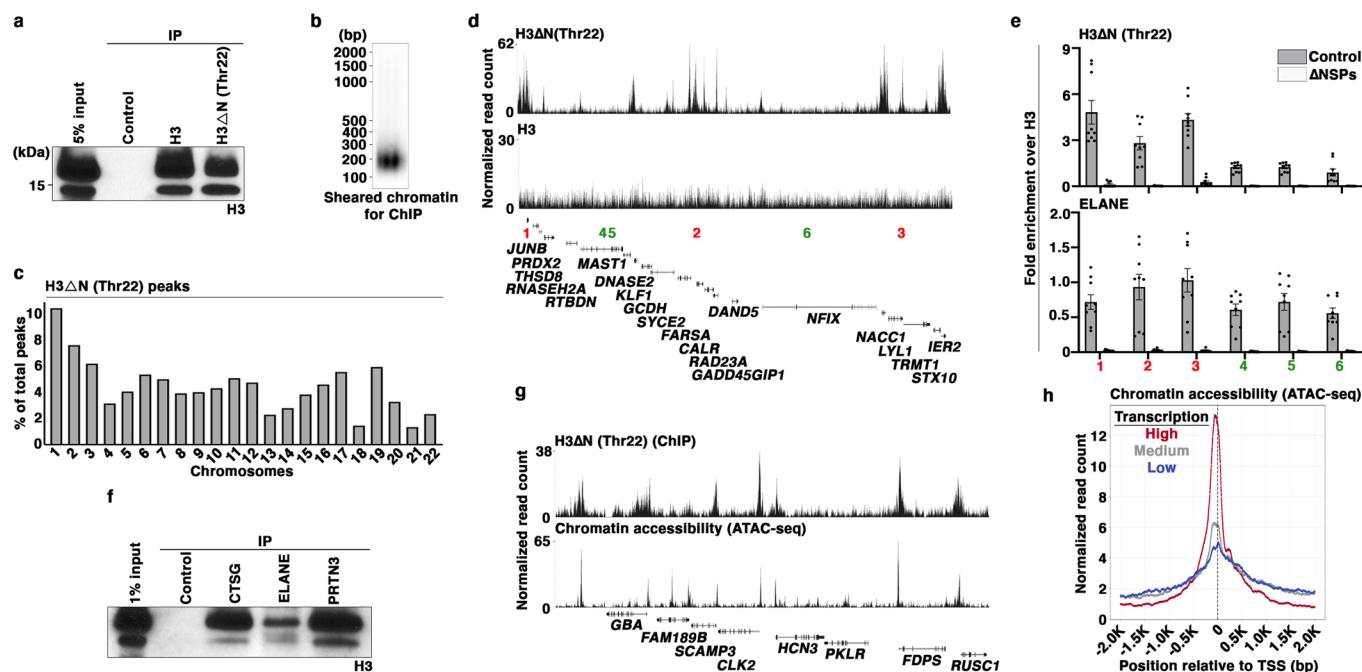 a
IP
5% input
Control
H3
H3△N (Thr22)
(kDa)
15
H3
b
(bp)
2000
1500
1000
500
400
300
200
100
Sheared chromatin
for ChIP
c
H3△N (Thr22) peaks
% of total peaks
10
8
6
4
2
0
1 2 3 4 5 6 7 8 9 10 11 12 13 14 15 16 17 18 19 20 21 22
Chromosomes
d
H3ΔN(Thr22)
62
0
H3
30
0
Normalized read count
1 45 2 6 3
JUNB
PRDX2
THSD8
RNASEH2A
RTBDN
MAST1
DNASE2
KLF1
GCDH
SYCE2
FARSA
CALR
RAD23A
GADD45GIP1
DAND5
NFIX
NACC1
LYL1
TRMT1
STX10
IER2
e
H3ΔN (Thr22)
Control
ΔNSPs
9
6
3
0
ELANE
1.5
1.0
0.5
0
Fold enrichment over H3
1 2 3 4 5 6
f
IP
1% input
Control
CTSG
ELANE
PRTN3
H3
g
H3ΔN (Thr22) (ChIP)
38
0
Chromatin accessibility (ATAC-seq)
65
0
Normalized read count
GBA
FAM189B
SCAMP3
CLK2
HCN3
PKLR
FDPS
RUSC1
h
Chromatin accessibility (ATAC-seq)
Transcription
High
Medium
Low
Normalized read count
12
10
8
6
4
2
0
-2.0K -1.5K -1.0K -0.5K 0 0.5K 1.0K 1.5K 2.0K
Position relative to TSS (bp)